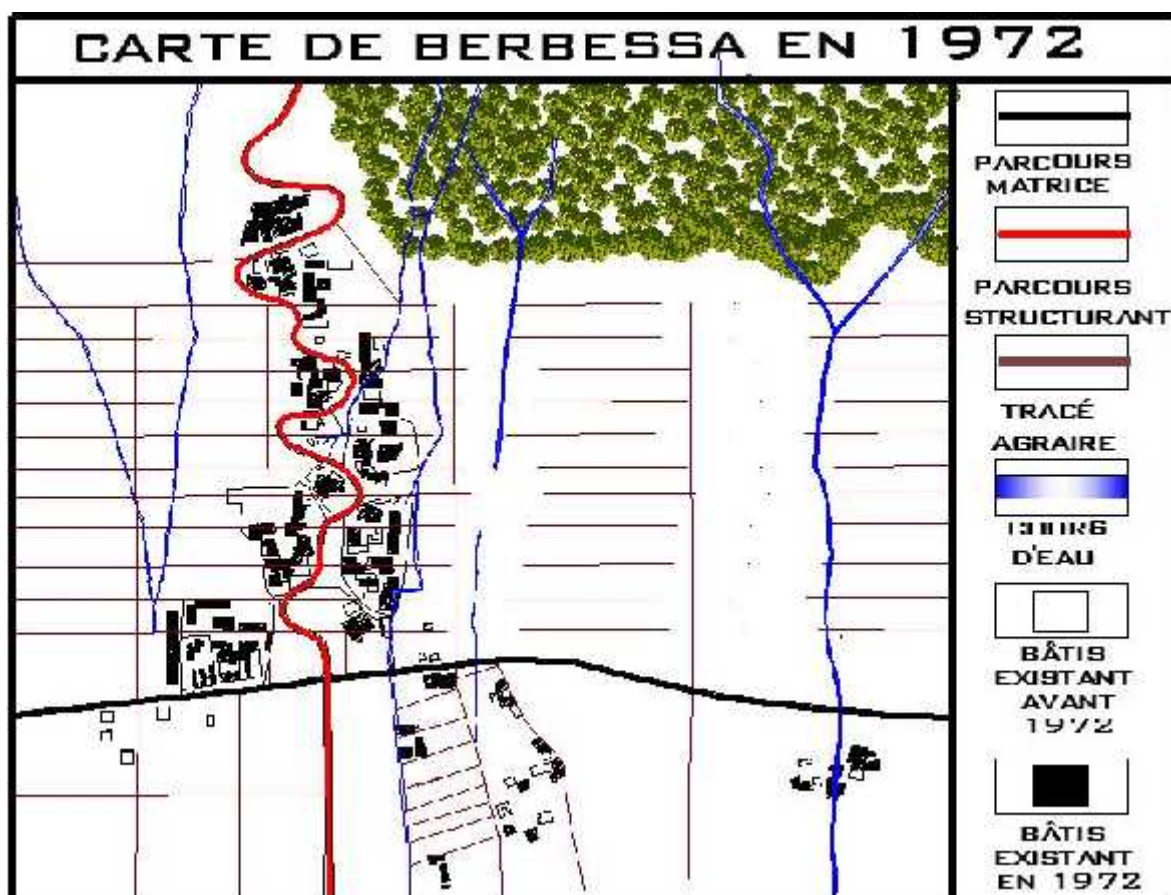 CARTE DE BERBESSA EN 1972
PARCOURS
MATRICE
PARCOURS
STRUCTURANT
TRACÉ
AGRAIRE
COURS
D'EAU
BÂTIS
EXISTANT
AVANT
1972
BÂTIS
EXISTANT
EN 1972